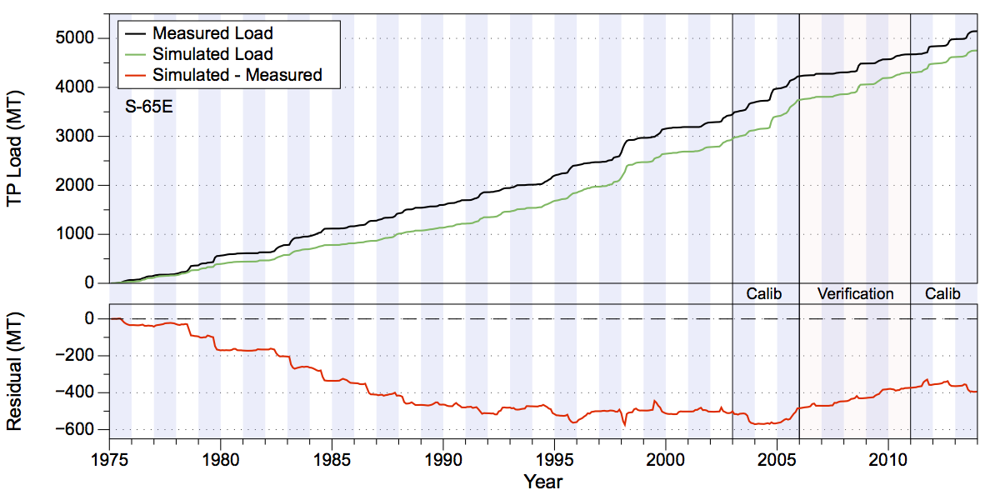 Measured Load
Simulated Load
Simulated - Measured
S-65E
TP Load (MT)
5000
4000
3000
2000
1000
0
Calib Verification Calib
Residual (MT)
0
−200
−400
−600
1975 1980 1985 1990 1995 2000 2005 2010
Year